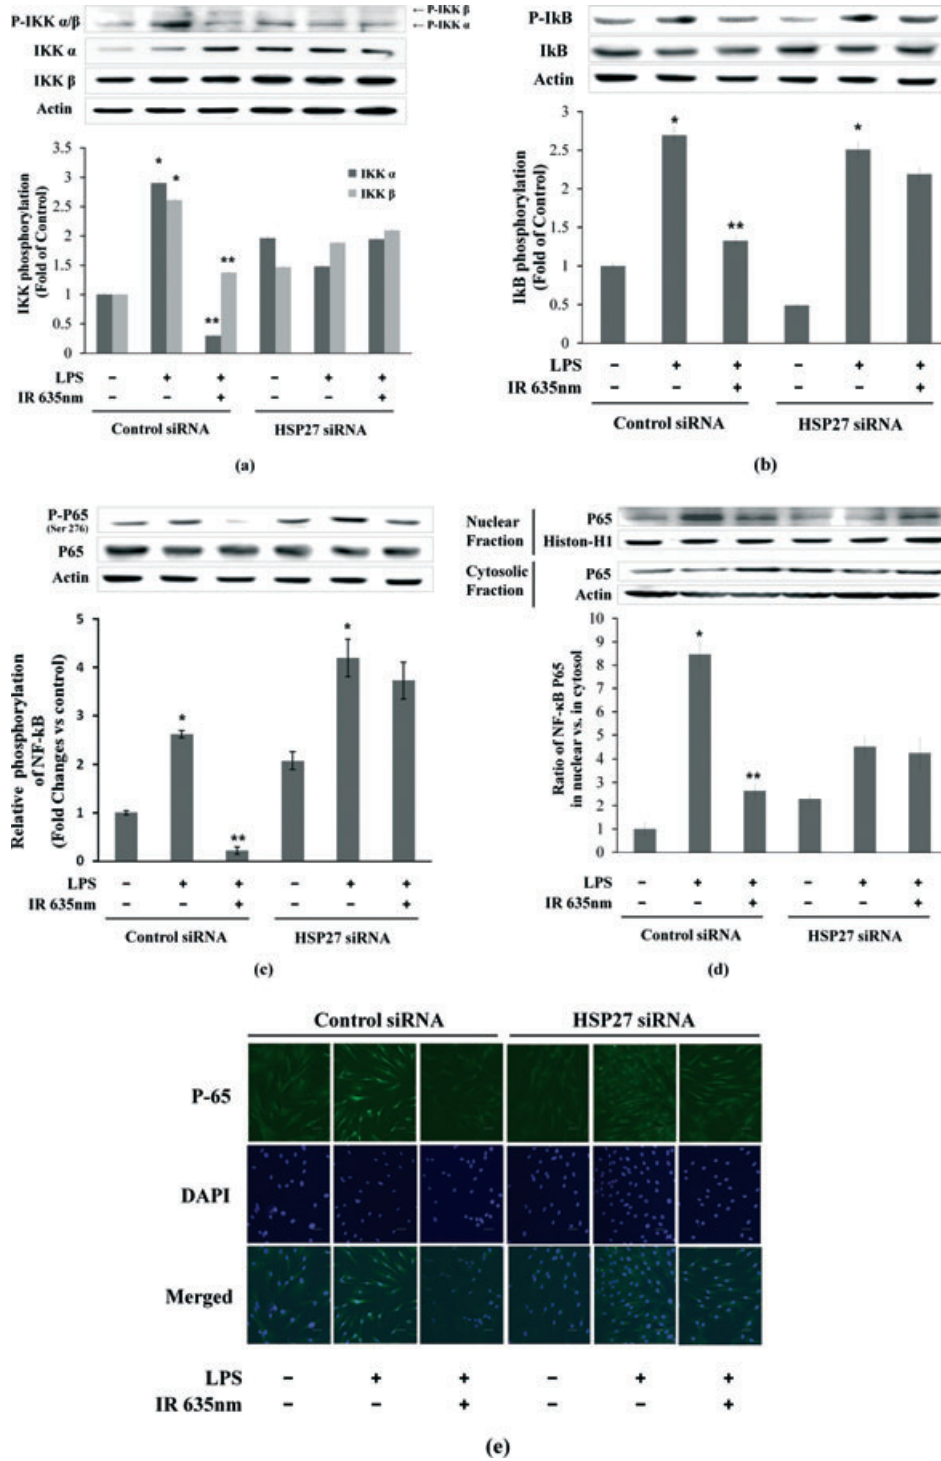 P-IKK α/β
← P-IKK β
← P-IKK α
IKK α
IKK β
Actin
IKK phosphorylation
(Fold of Control)
3.5
3
2.5
2
1.5
1
0.5
0
* * ** **
IKK α
IKK β
LPS – + + – + +
IR 635nm – – + – – +
Control siRNA HSP27 siRNA
(a)
P-IkB
IkB
Actin
IkB phosphorylation
(Fold of Control)
3
2.5
2
1.5
1
0.5
0
* ** *
LPS – + + – + +
IR 635nm – – + – – +
Control siRNA HSP27 siRNA
(b)
P-P65
(Ser 276)
P65
Actin
Relative phosphorylation
of NF-kB
(Fold Changes vs control)
5
4
3
2
1
0
* ** *
LPS – + + – + +
IR 635nm – – + – – +
Control siRNA HSP27 siRNA
(c)
Nuclear
Fraction
P65
Histon-H1
Cytosolic
Fraction
P65
Actin
Ratio of NF-κB P65
in nuclear vs. in cytosol
10
9
8
7
6
5
4
3
2
1
0
* **
LPS – + + – + +
IR 635nm – – + – – +
Control siRNA HSP27 siRNA
(d)
Control siRNA HSP27 siRNA
P-65
DAPI
Merged
LPS – + + – + +
IR 635nm – – + – – +
(e)